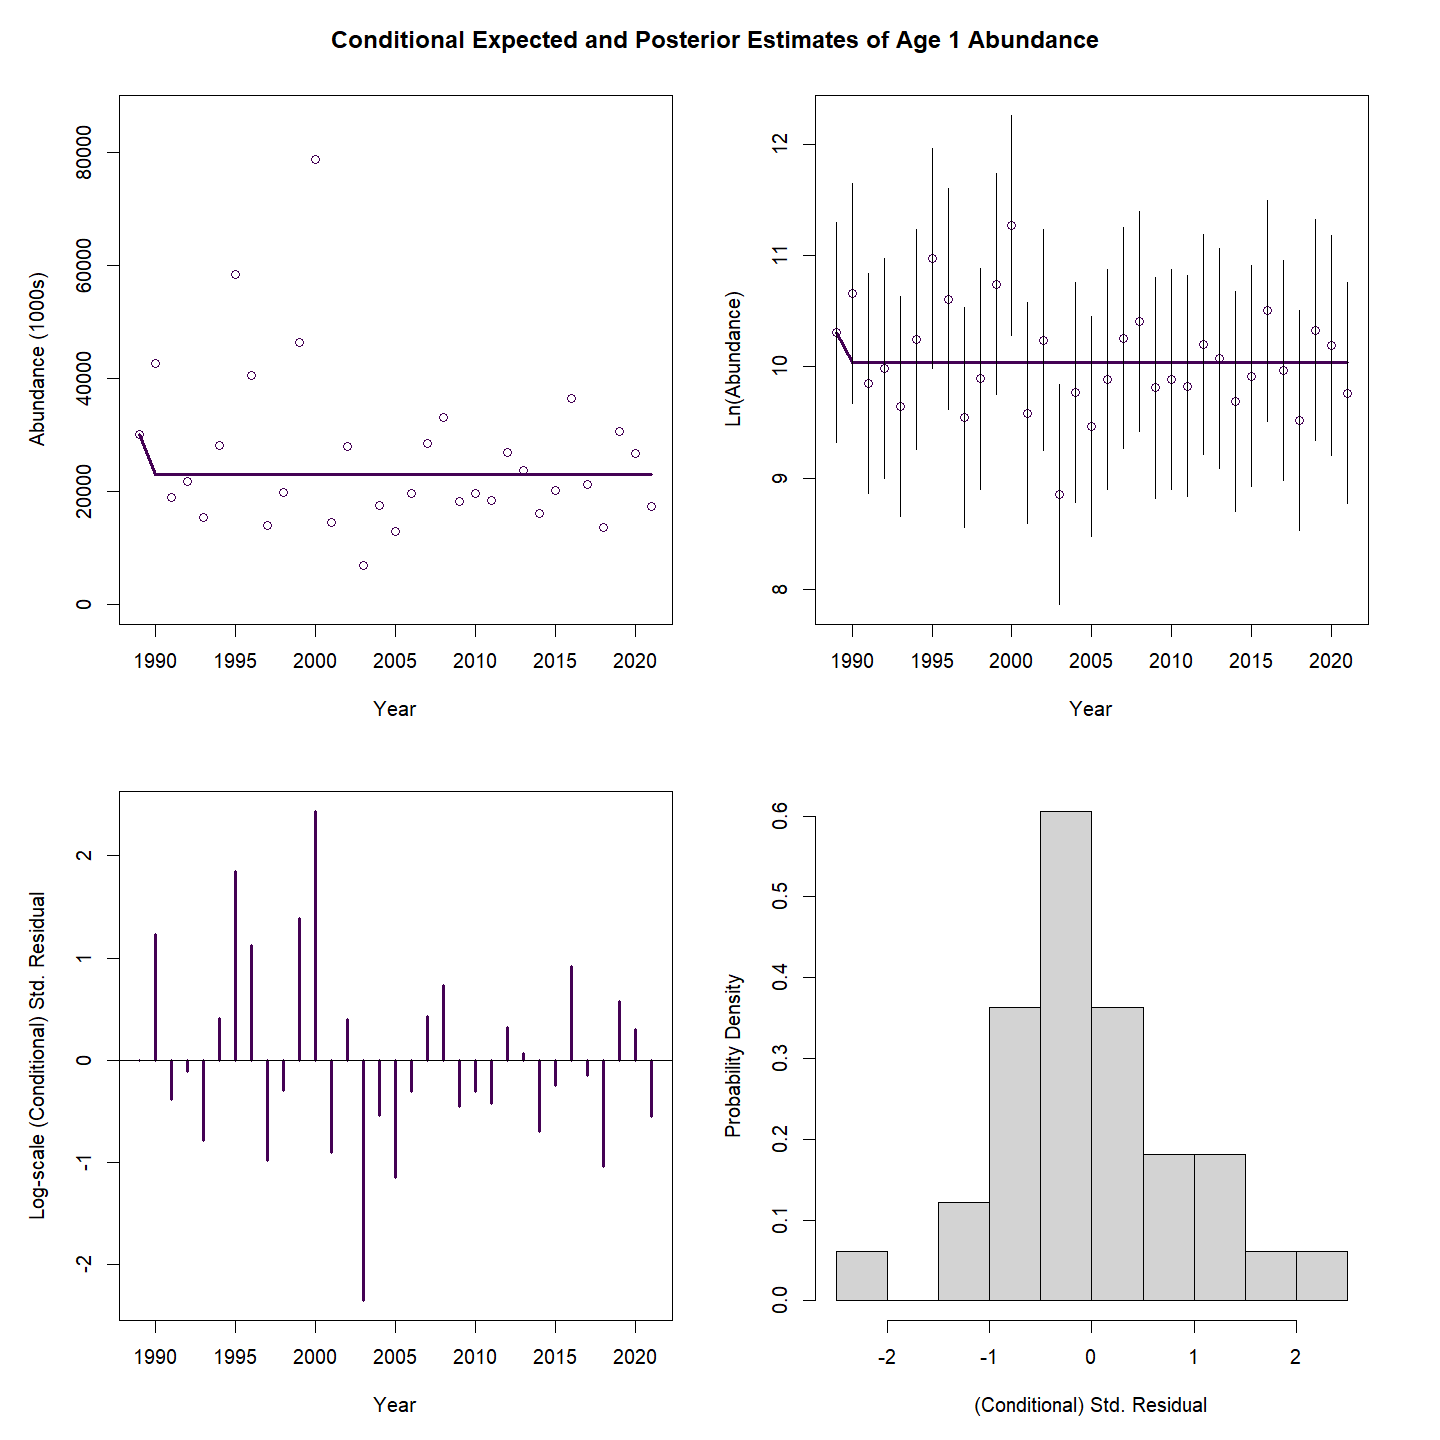 Conditional Expected and Posterior Estimates of Age 1 Abundance
Abundance (1000s)
0 20000 40000 60000 80000
1990 1995 2000 2005 2010 2015 2020
Year
Ln(Abundance)
8 9 10 11 12
1990 1995 2000 2005 2010 2015 2020
Year
Log-scale (Conditional) Std. Residual
-2 -1 0 1 2
1990 1995 2000 2005 2010 2015 2020
Year
Probability Density
0.0 0.1 0.2 0.3 0.4 0.5 0.6
-2 -1 0 1 2
(Conditional) Std. Residual